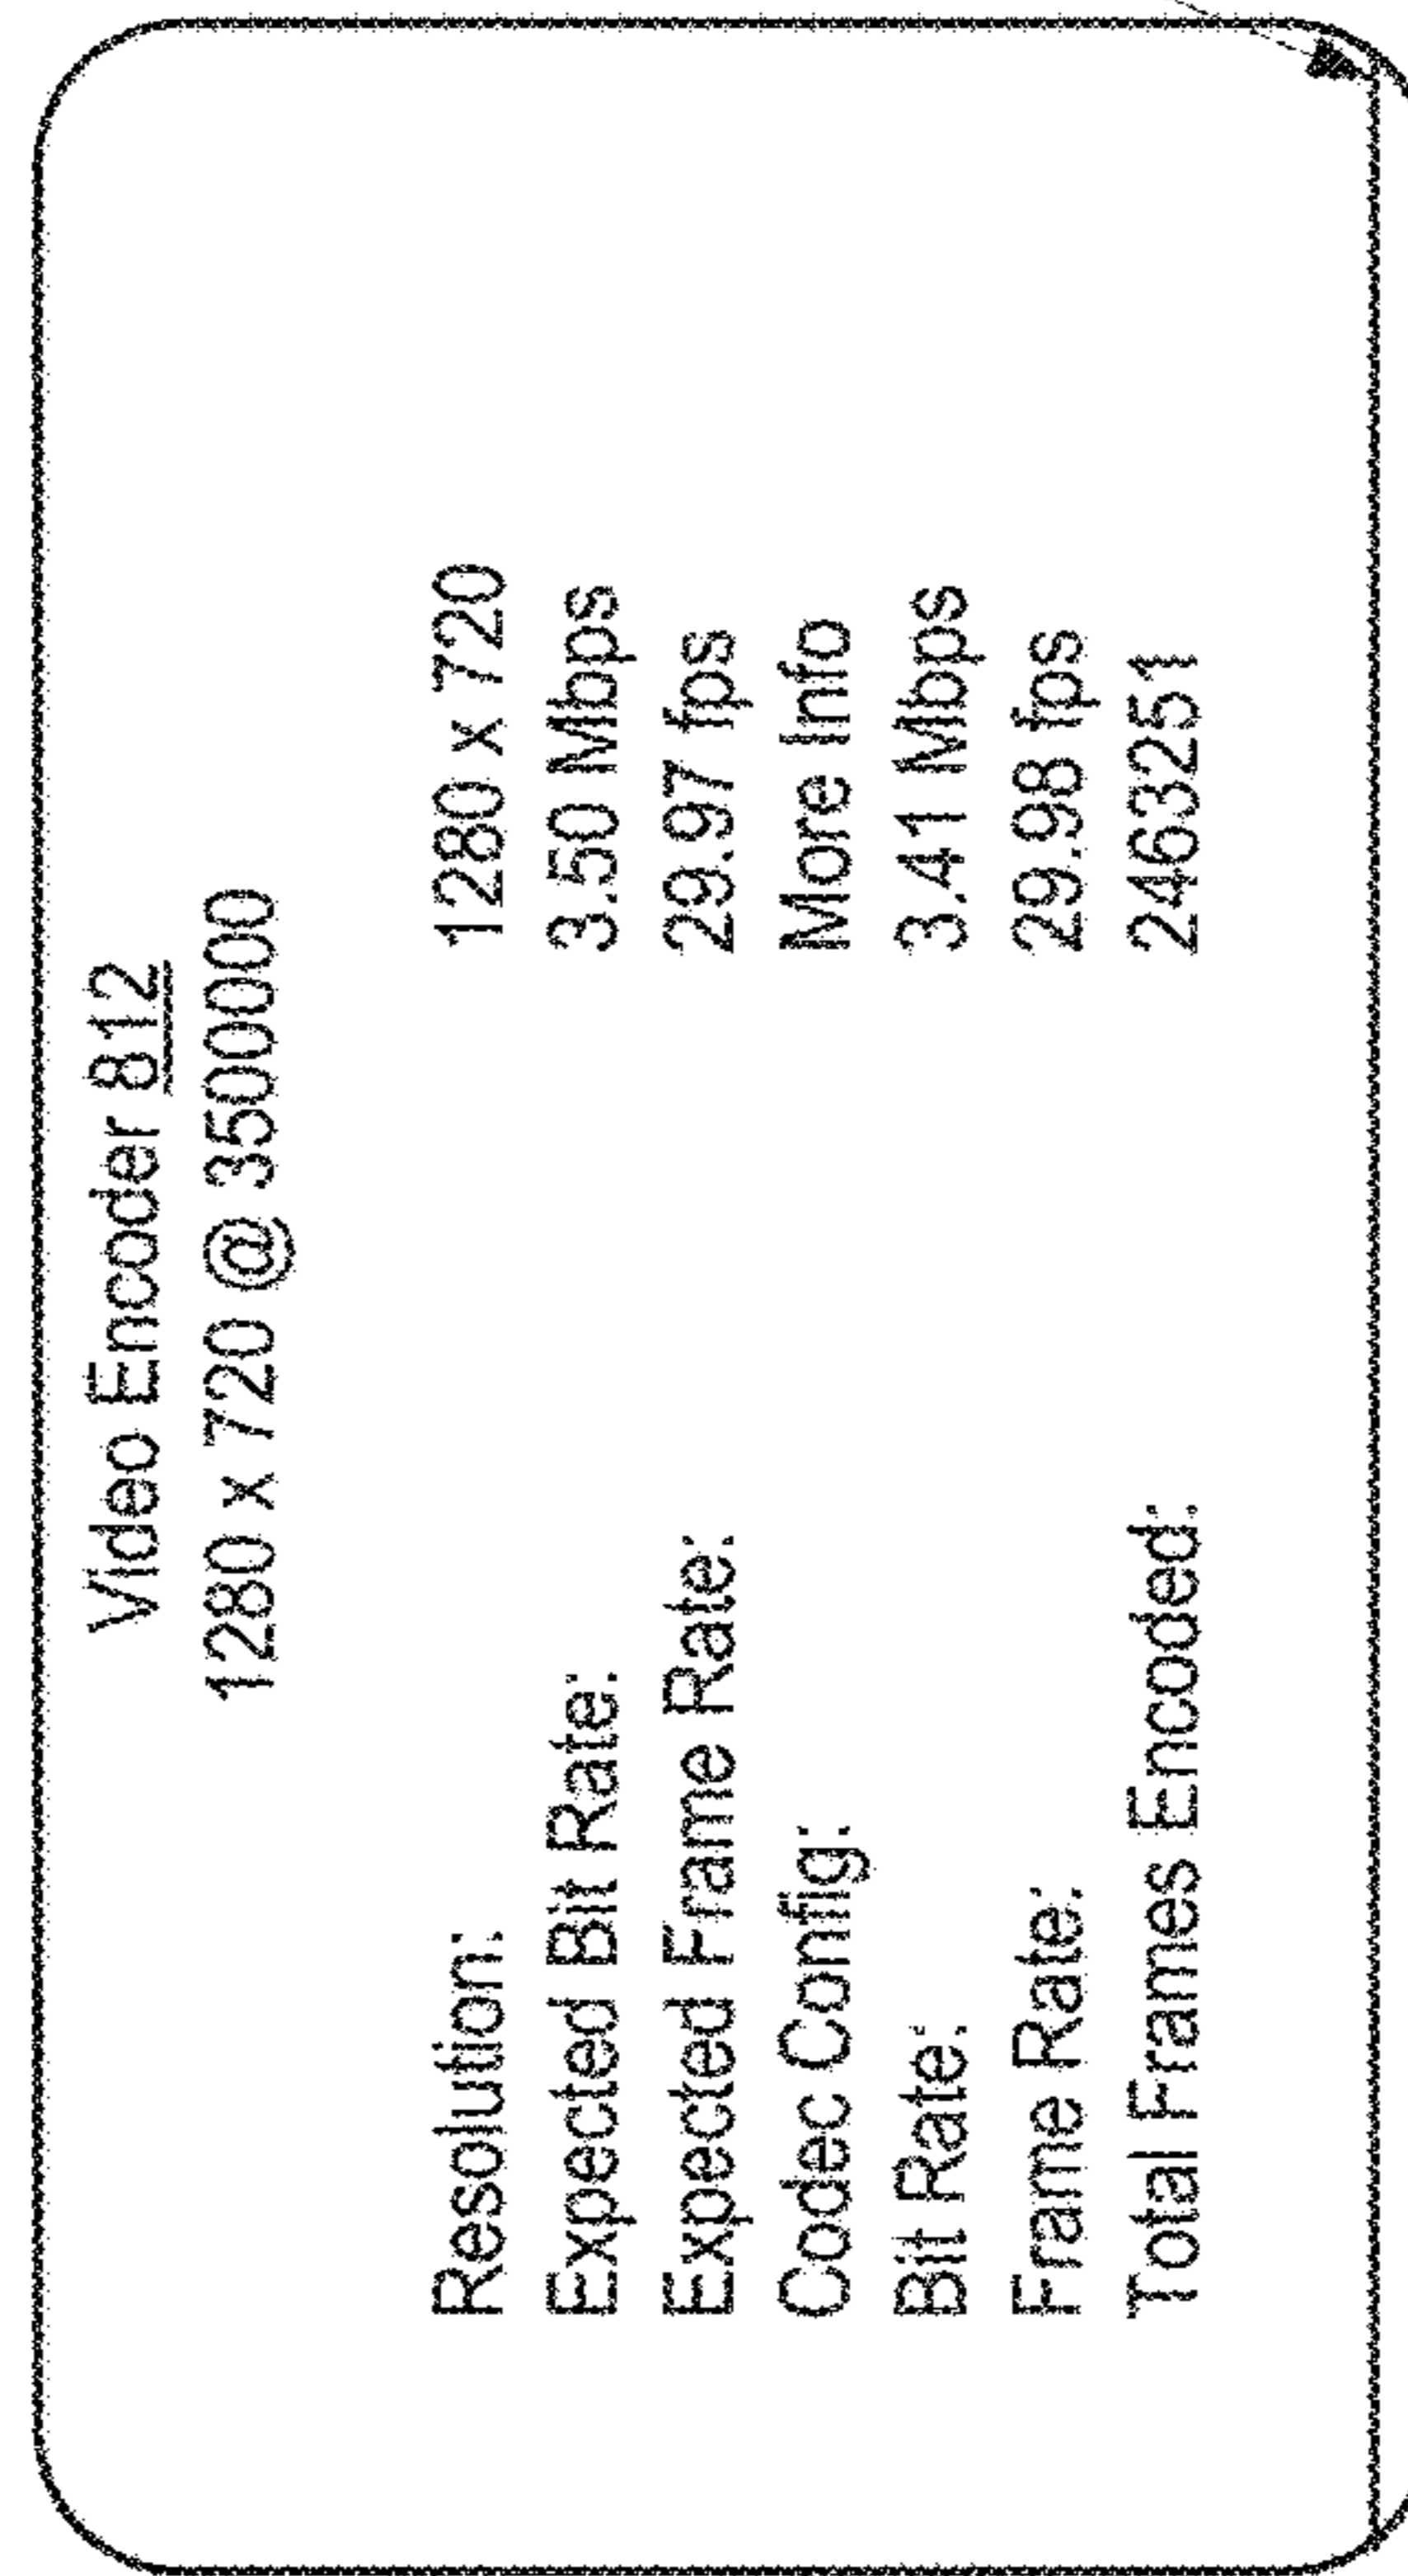 Video Encoder 812
1280 x 720 @ 3500000
Resolution: 1280 x 720
Expected Bit Rate: 3.50 Mbps
Expected Frame Rate: 29.97 fps
Codec Config: More Info
Bit Rate: 3.41 Mbps
Frame Rate: 29.98 fps
Total Frames Encoded: 2463251